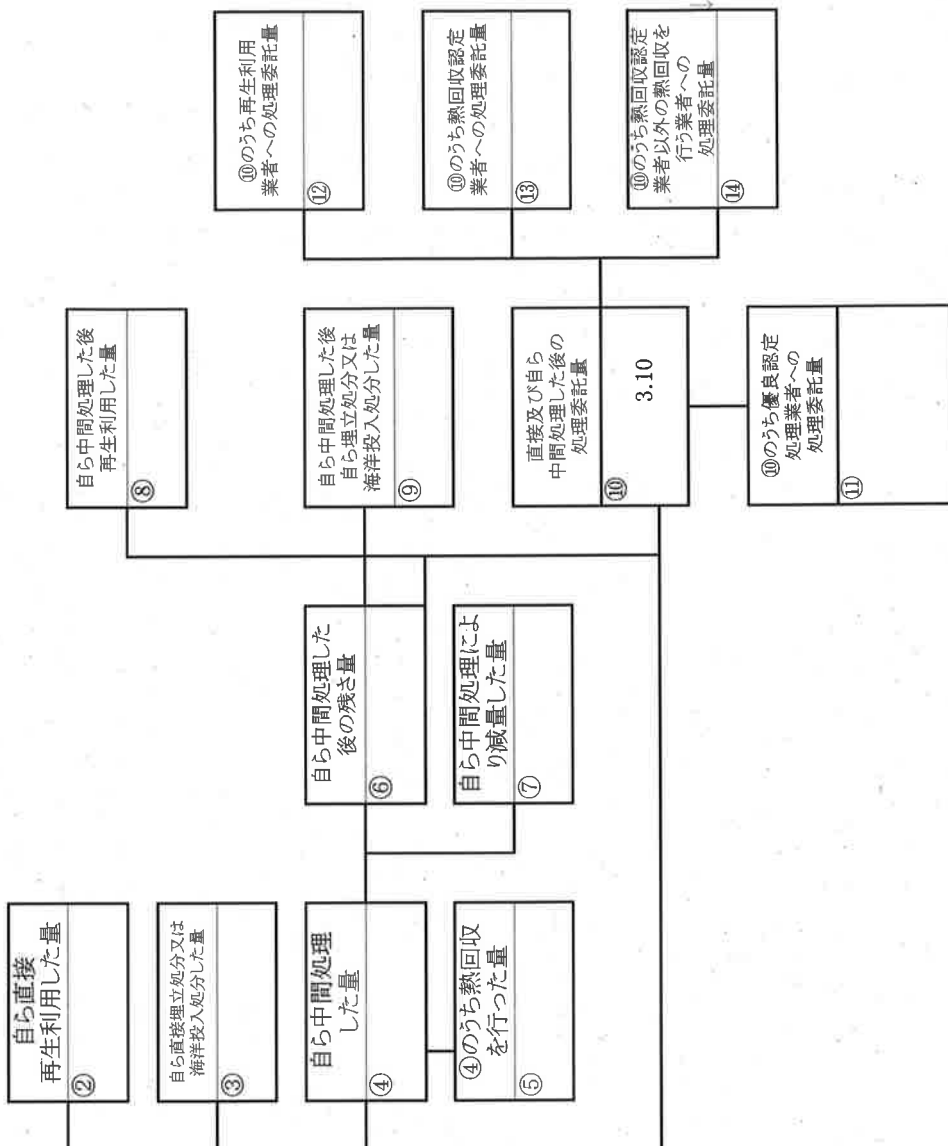 自ら直接
再生利用した量
②
自ら直接埋立処分又は
海洋投入処分した量
③
自ら中間処理
した量
④
④のうち熱回収
を行った量
⑤
自ら中間処理した
後の残さ量
⑥
自ら中間処理によ
り減量した量
⑦
自ら中間処理した後
再生利用した量
⑧
自ら中間処理した後
自ら埋立処分又は
海洋投入処分した量
⑨
直接及び自ら
中間処理した後の
処理委託量
⑩
3.10
⑩のうち優良認定
処理業者への
処理委託量
⑪
⑩のうち再生利用
業者への処理委託量
⑫
⑩のうち熱回収認定
業者への処理委託量
⑬
⑩のうち熱回収認定
業者以外の熱回収を
行う業者への
処理委託量
⑭